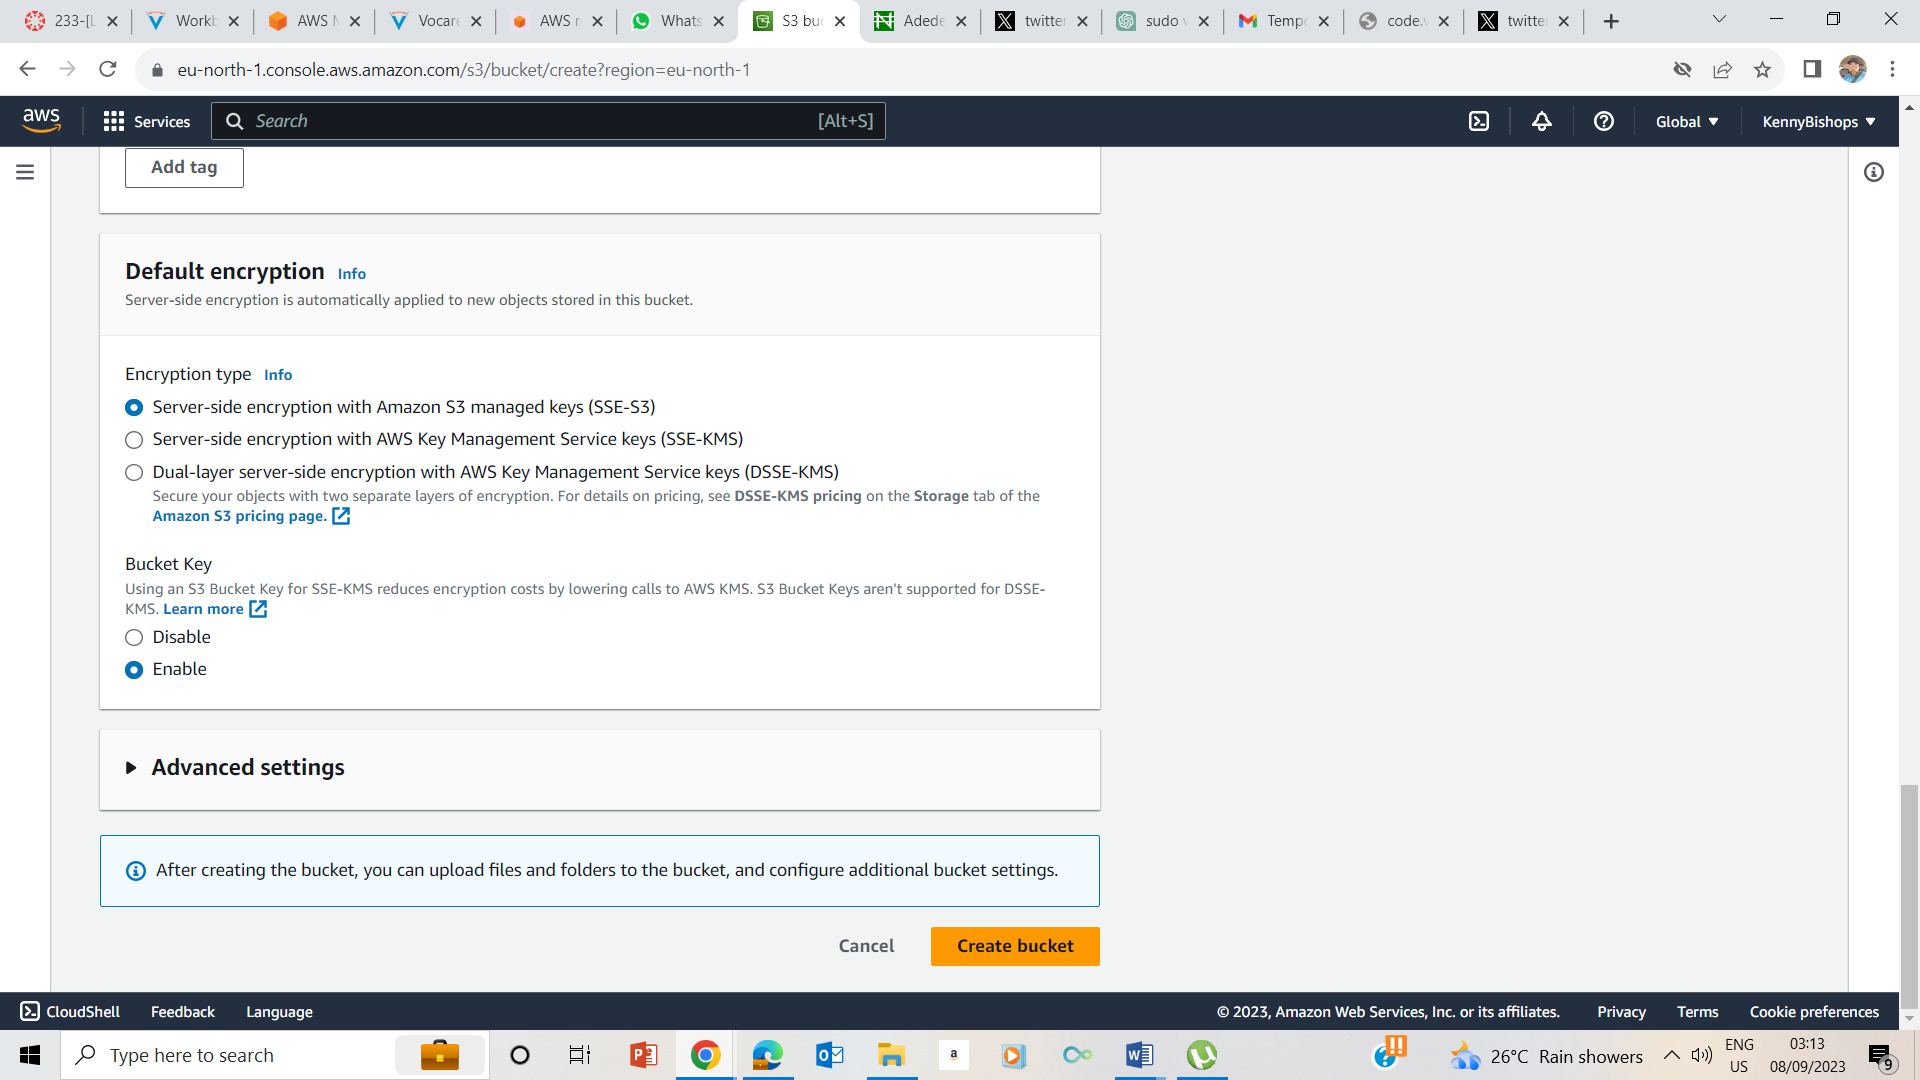 233-[L
Workb
AWS M
Vocare
AWS re
Whats
S3 buc
Adede
twitter
sudo v
Tempo
code.v
twitter
eu-north-1.console.aws.amazon.com/s3/bucket/create?region=eu-north-1
aws
Services
Search
[Alt+S]
Global
KennyBishops
Add tag
Default encryption Info
Server-side encryption is automatically applied to new objects stored in this bucket.
Encryption type Info
Server-side encryption with Amazon S3 managed keys (SSE-S3)
Server-side encryption with AWS Key Management Service keys (SSE-KMS)
Dual-layer server-side encryption with AWS Key Management Service keys (DSSE-KMS)
Secure your objects with two separate layers of encryption. For details on pricing, see DSSE-KMS pricing on the Storage tab of the
Amazon S3 pricing page.
Bucket Key
Using an S3 Bucket Key for SSE-KMS reduces encryption costs by lowering calls to AWS KMS. S3 Bucket Keys aren't supported for DSSE-
KMS. Learn more
Disable
Enable
Advanced settings
After creating the bucket, you can upload files and folders to the bucket, and configure additional bucket settings.
Cancel
Create bucket
CloudShell
Feedback
Language
© 2023, Amazon Web Services, Inc. or its affiliates.
Privacy
Terms
Cookie preferences
Type here to search
26°C Rain showers
ENG
US
03:13
08/09/2023
9